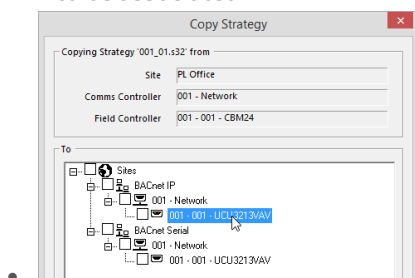 Copy Strategy
Copying Strategy '001_01.s32' from
Site PL Office
Comms Controller 001 - Network
Field Controller 001 - 001 - CBM24
To
Sites
BACnet IP
001 - Network
001 - 001 - UCU3213VAV
BACnet Serial
001 - Network
001 - 001 - UCU3213VAV